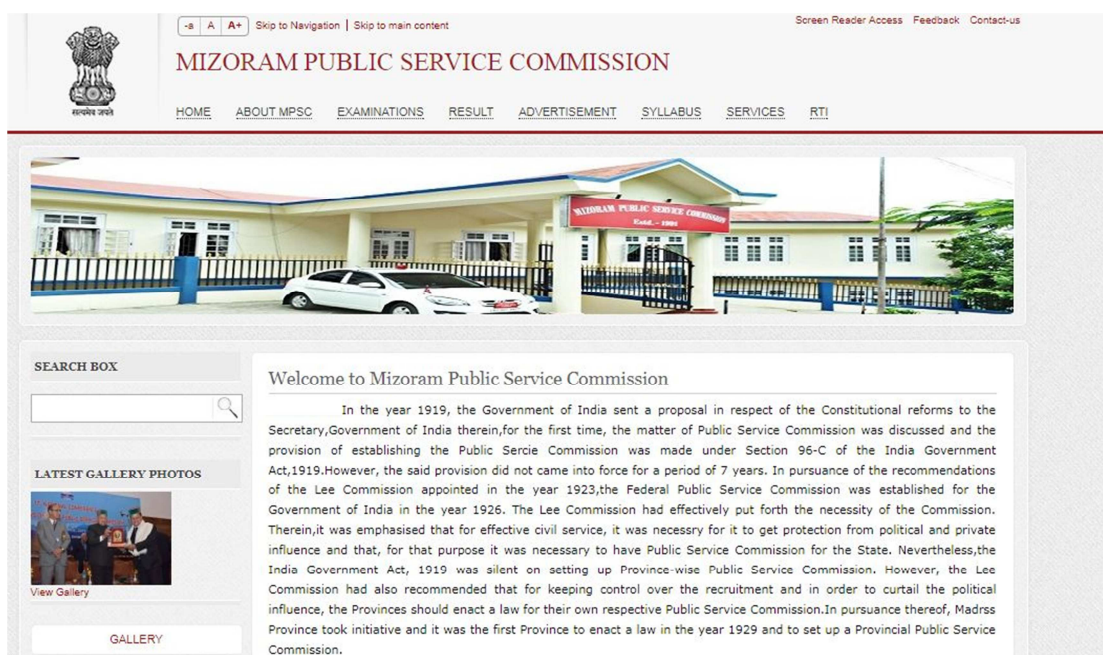 -a A A+ Skip to Navigation | Skip to main content
Screen Reader Access Feedback Contact-us
सत्यमेव जयते
MIZORAM PUBLIC SERVICE COMMISSION
HOME ABOUT MPSC EXAMINATIONS RESULT ADVERTISEMENT SYLLABUS SERVICES RTI
MIZORAM PUBLIC SERVICE COMMISSION
Estd. - 1991
SEARCH BOX
LATEST GALLERY PHOTOS
View Gallery
GALLERY
Welcome to Mizoram Public Service Commission
In the year 1919, the Government of India sent a proposal in respect of the Constitutional reforms to the
Secretary,Government of India therein,for the first time, the matter of Public Service Commission was discussed and the
provision of establishing the Public Sercie Commission was made under Section 96-C of the India Government
Act,1919.However, the said provision did not came into force for a period of 7 years. In pursuance of the recommendations
of the Lee Commission appointed in the year 1923,the Federal Public Service Commission was established for the
Government of India in the year 1926. The Lee Commission had effectively put forth the necessity of the Commission.
Therein,it was emphasised that for effective civil service, it was necessry for it to get protection from political and private
influence and that, for that purpose it was necessary to have Public Service Commission for the State. Nevertheless,the
India Government Act, 1919 was silent on setting up Province-wise Public Service Commission. However, the Lee
Commission had also recommended that for keeping control over the recruitment and in order to curtail the political
influence, the Provinces should enact a law for their own respective Public Service Commission.In pursuance thereof, Madrss
Province took initiative and it was the first Province to enact a law in the year 1929 and to set up a Provincial Public Service
Commission.